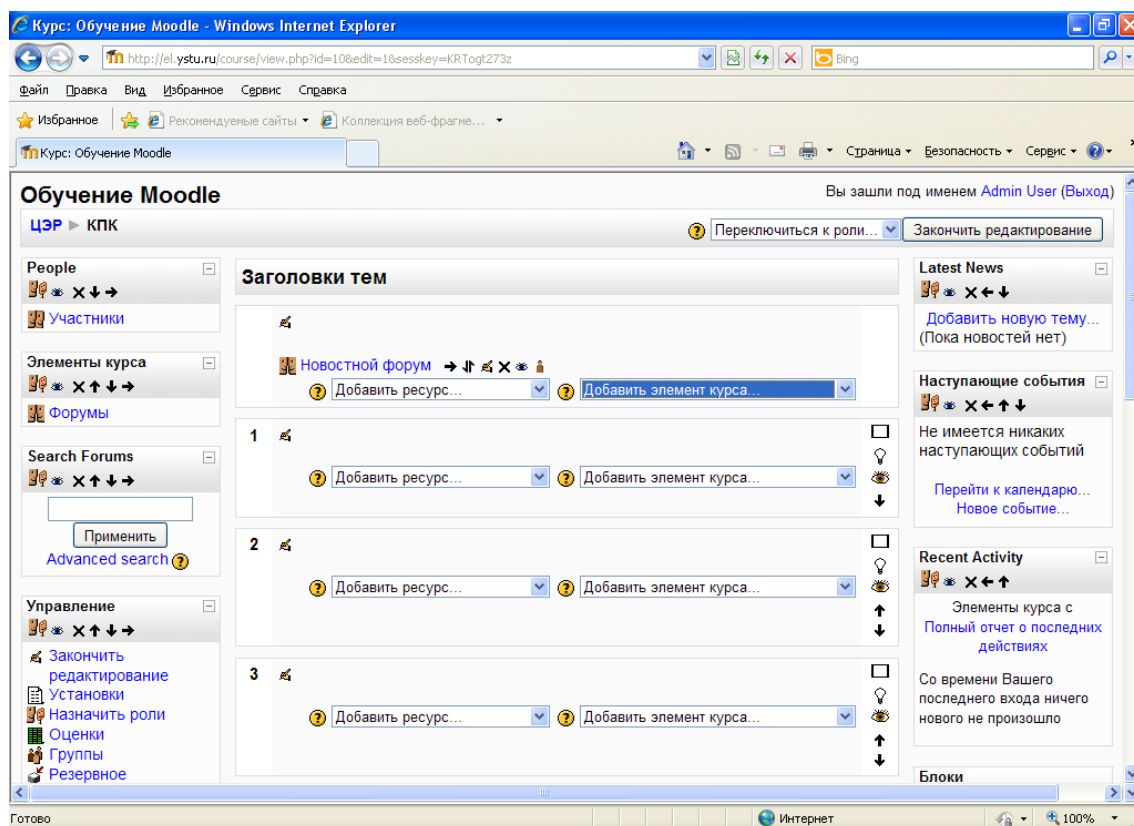 Курс: Обучение Moodle - Windows Internet Explorer
http://el.ystu.ru/course/view.php?id=10&edit=1&sesskey=KRTogt273z
Bing
Файл Правка Вид Избранное Сервис Справка
Избранное Рекомендуемые сайты Коллекция веб-фрагме...
Курс: Обучение Moodle
Страница Безопасность Сервис
Обучение Moodle
Вы зашли под именем Admin User (Выход)
ЦЭР ► КПК
Переключиться к роли...
Закончить редактирование
People
Участники
Элементы курса
Форумы
Search Forums
Применить
Advanced search
Управление
Закончить
редактирование
Установки
Назначить роли
Оценки
Группы
Резервное
Заголовки тем
Новостной форум
Добавить ресурс... Добавить элемент курса...
1
Добавить ресурс... Добавить элемент курса...
2
Добавить ресурс... Добавить элемент курса...
3
Добавить ресурс... Добавить элемент курса...
Latest News
Добавить новую тему...
(Пока новостей нет)
Наступающие события
Не имеется никаких
наступающих событий
Перейти к календарю...
Новое событие...
Recent Activity
Элементы курса с
Полный отчет о последних
действиях
Со времени Вашего
последнего входа ничего
нового не произошло
Блоки
Готово
Интернет
100%